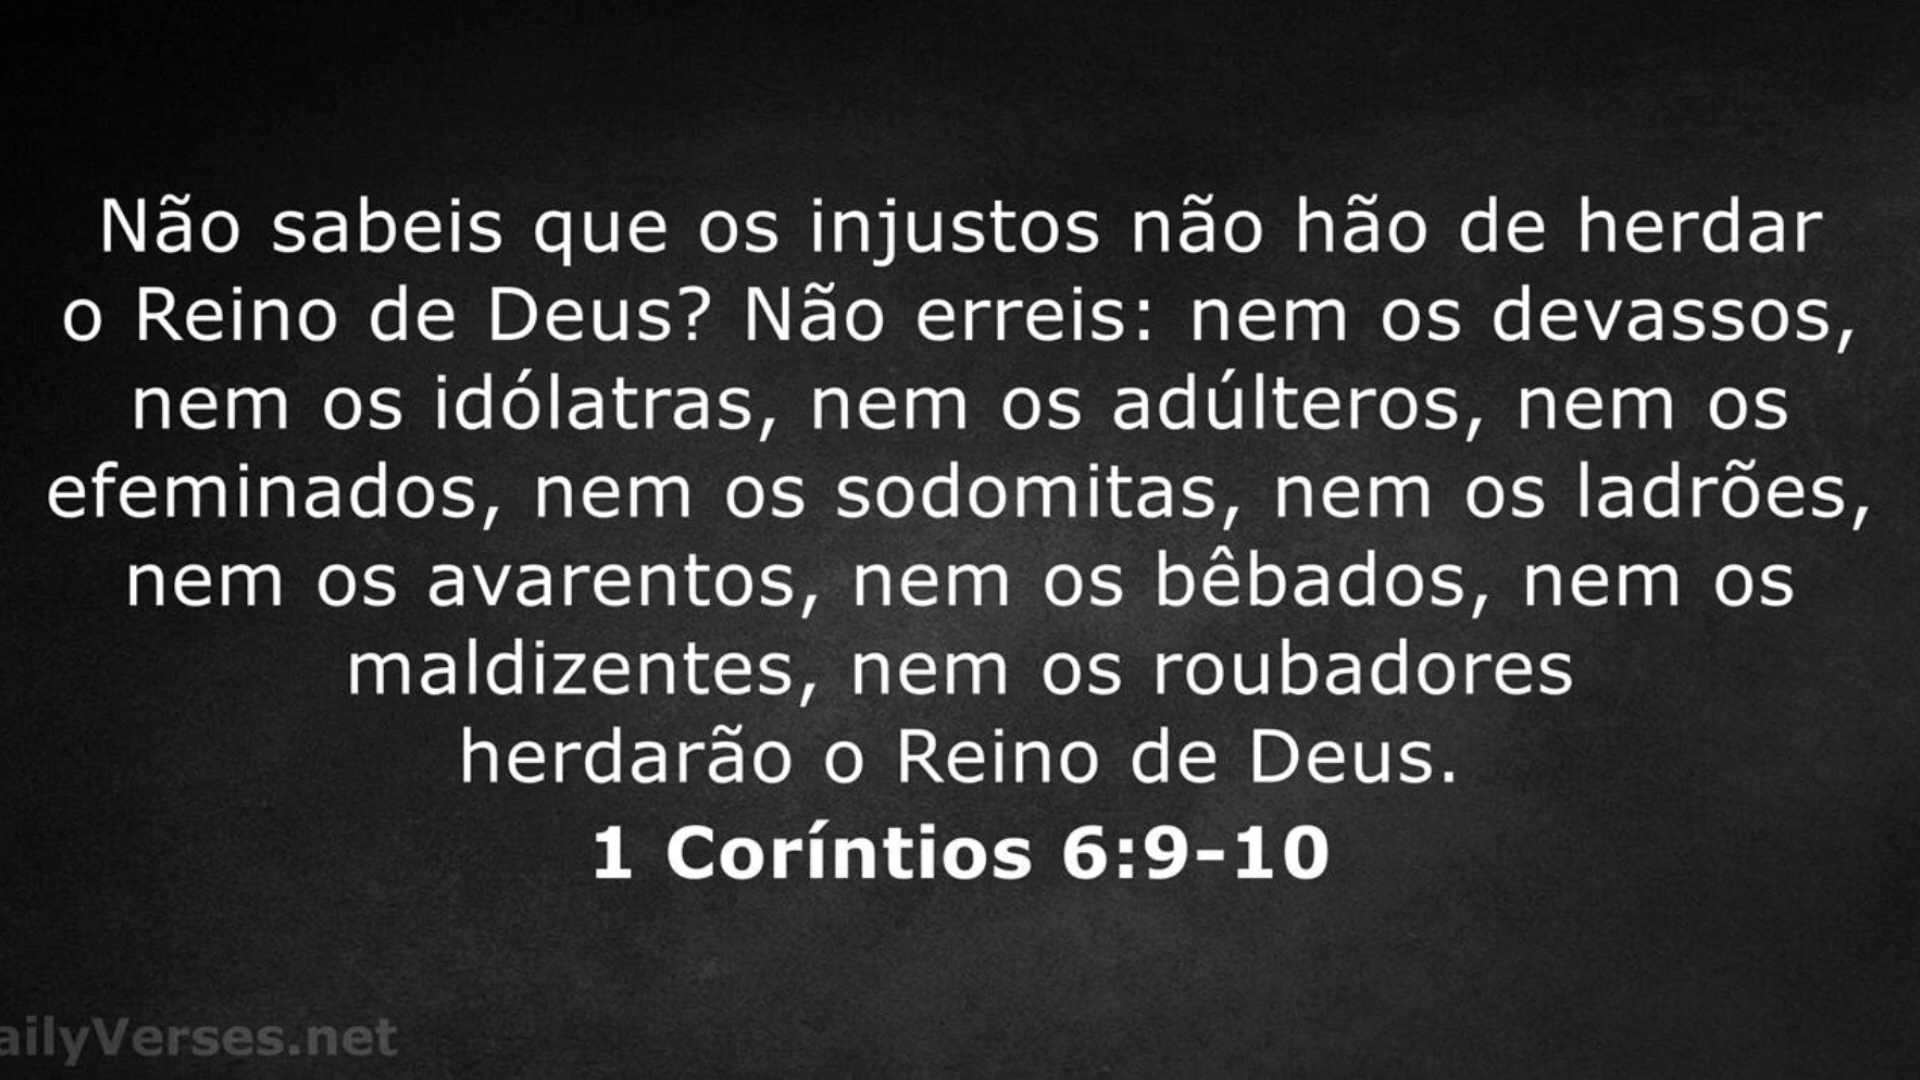 Não sabeis que os injustos não hão de herdar
o Reino de Deus? Não erreis: nem os devassos,
nem os idólatras, nem os adúlteros, nem os
efeminados, nem os sodomitas, nem os ladrões,
nem os avarentos, nem os bêbados, nem os
maldizentes, nem os roubadores
herdarão o Reino de Deus.
1 Coríntios 6:9-10
ailyVerses.net